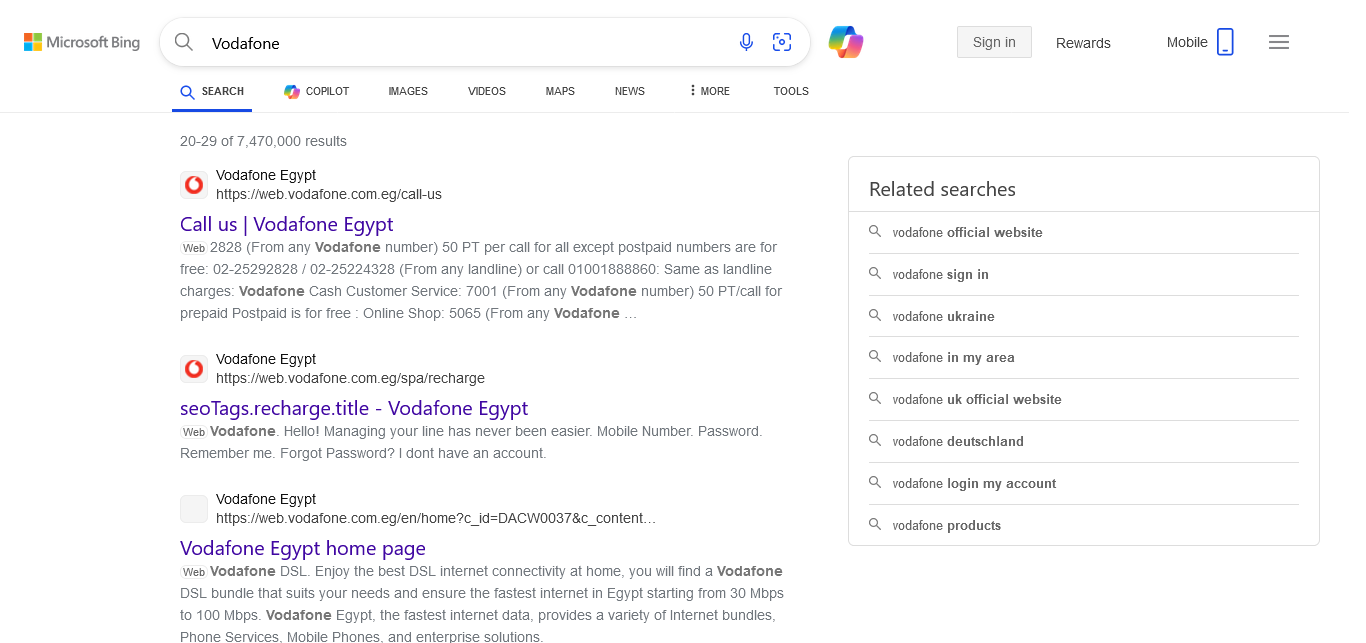 Microsoft Bing
Vodafone
Sign in
Rewards
Mobile
SEARCH
COPILOT
IMAGES
VIDEOS
MAPS
NEWS
MORE
TOOLS
20-29 of 7,470,000 results
Vodafone Egypt
https://web.vodafone.com.eg/call-us
Call us | Vodafone Egypt
Web 2828 (From any Vodafone number) 50 PT per call for all except postpaid numbers are for
free: 02-25292828 / 02-25224328 (From any landline) or call 01001888860: Same as landline
charges: Vodafone Cash Customer Service: 7001 (From any Vodafone number) 50 PT/call for
prepaid Postpaid is for free : Online Shop: 5065 (From any Vodafone …
Vodafone Egypt
https://web.vodafone.com.eg/spa/recharge
seoTags.recharge.title - Vodafone Egypt
Web Vodafone. Hello! Managing your line has never been easier. Mobile Number. Password.
Remember me. Forgot Password? I dont have an account.
Vodafone Egypt
https://web.vodafone.com.eg/en/home?c_id=DACW0037&c_content…
Vodafone Egypt home page
Web Vodafone DSL. Enjoy the best DSL internet connectivity at home, you will find a Vodafone
DSL bundle that suits your needs and ensure the fastest internet in Egypt starting from 30 Mbps
to 100 Mbps. Vodafone Egypt, the fastest internet data, provides a variety of Internet bundles,
Phone Services, Mobile Phones, and enterprise solutions.
Related searches
vodafone official website
vodafone sign in
vodafone ukraine
vodafone in my area
vodafone uk official website
vodafone deutschland
vodafone login my account
vodafone products